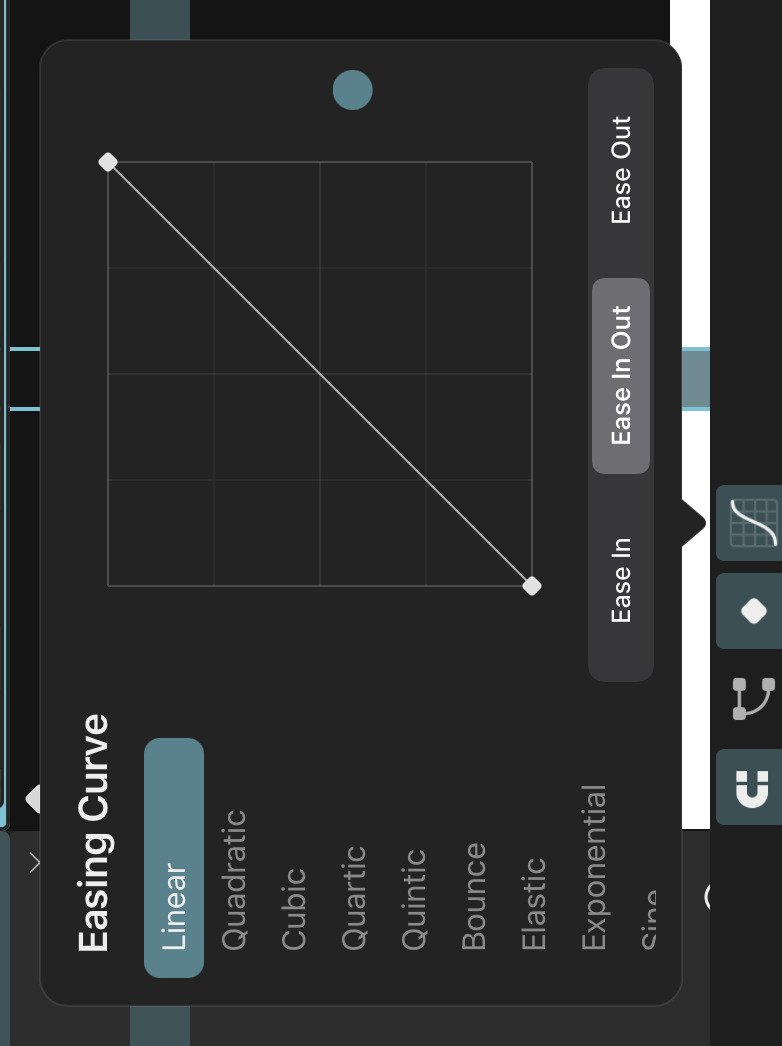 Easing Curve
Linear
Quadratic
Cubic
Quartic
Quintic
Bounce
Elastic
Exponential
Sine
Ease In
Ease In Out
Ease Out